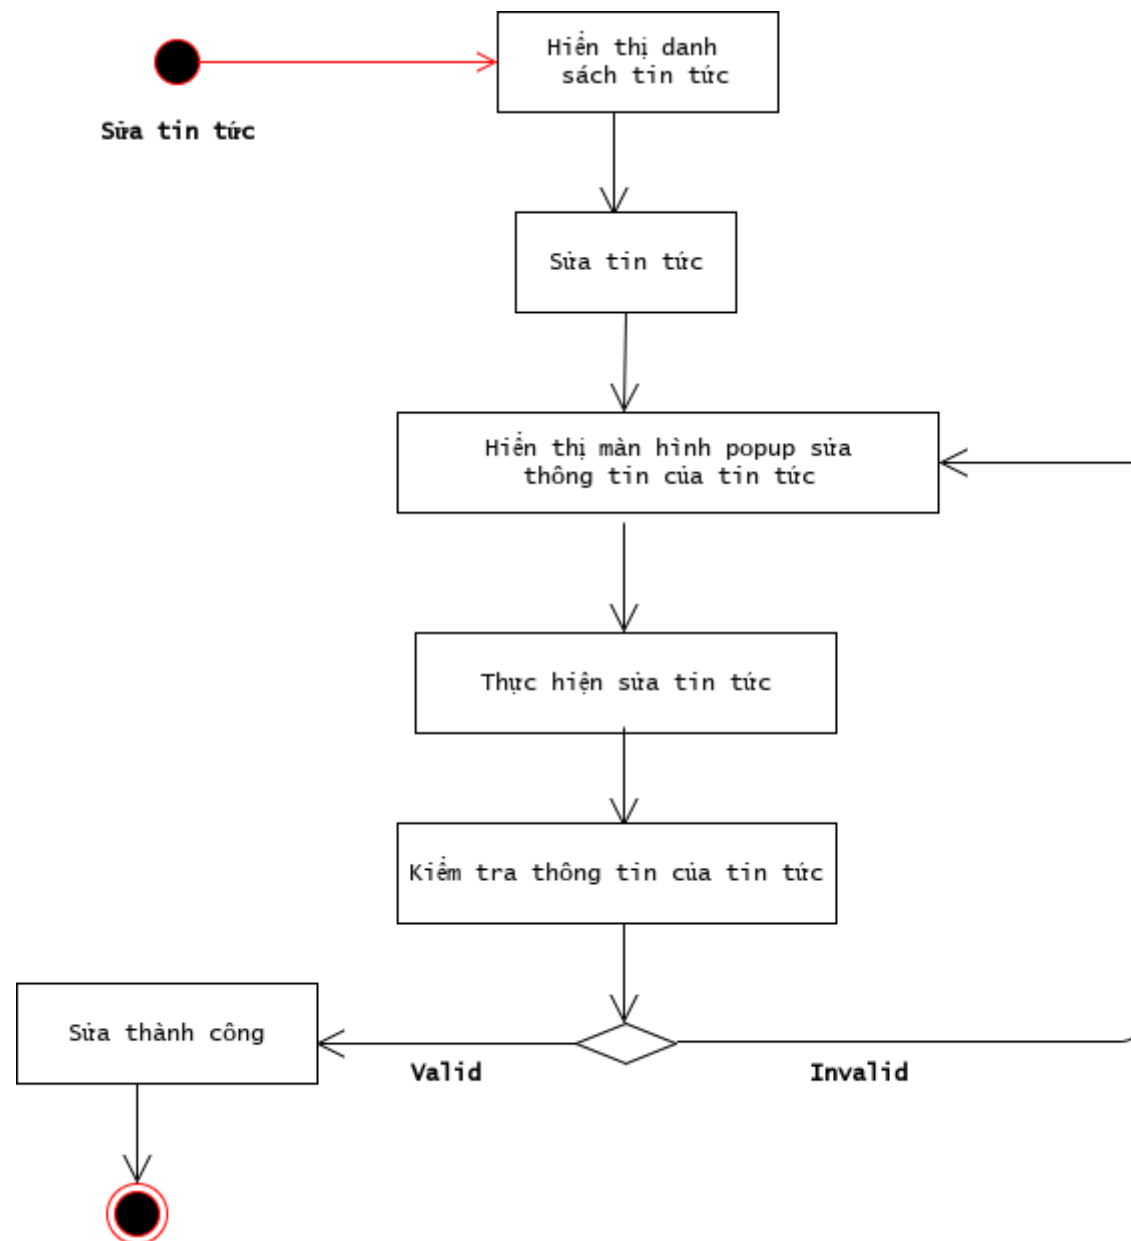 Hiển thị danh
sách tin tức
Sửa tin tức
Sửa tin tức
Hiển thị màn hình popup sửa
thông tin của tin tức
Thực hiện sửa tin tức
Kiểm tra thông tin của tin tức
Sửa thành công
Valid
Invalid